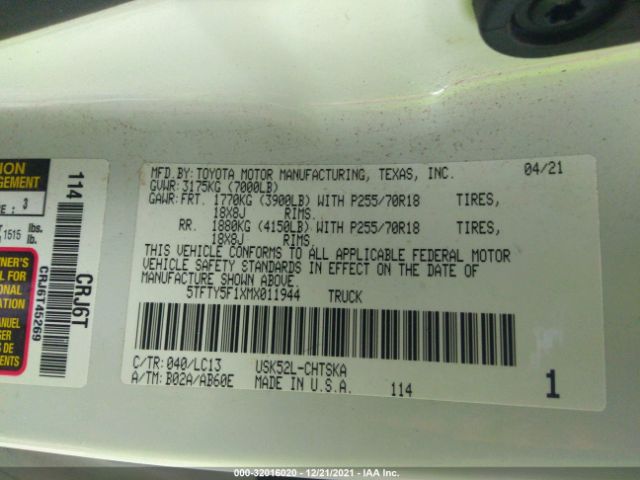 MFD. BY: TOYOTA MOTOR MANUFACTURING, TEXAS, INC. 04/21
GVWR: 3175KG (7000LB)
GAWR: FRT. 1770KG (3900LB) WITH P255/70R18 TIRES,
18X8J RIMS.
RR. 1880KG (4150LB) WITH P255/70R18 TIRES,
18X8J RIMS
THIS VEHICLE CONFORMS TO ALL APPLICABLE FEDERAL MOTOR
VEHICLE SAFETY STANDARDS IN EFFECT ON THE DATE OF
MANUFACTURE SHOWN ABOVE.
5TFTY5F1XMX011944 TRUCK
C/TR: 040/LC13 USK52L-CHTSKA
A/TM: B02A/AB60E MADE IN U.S.A. 114 1
114
CRJ6T
CRJ6T45269
: 3
1515 lbs.
lb.
000-32016020 - 12/21/2021 - IAA Inc.